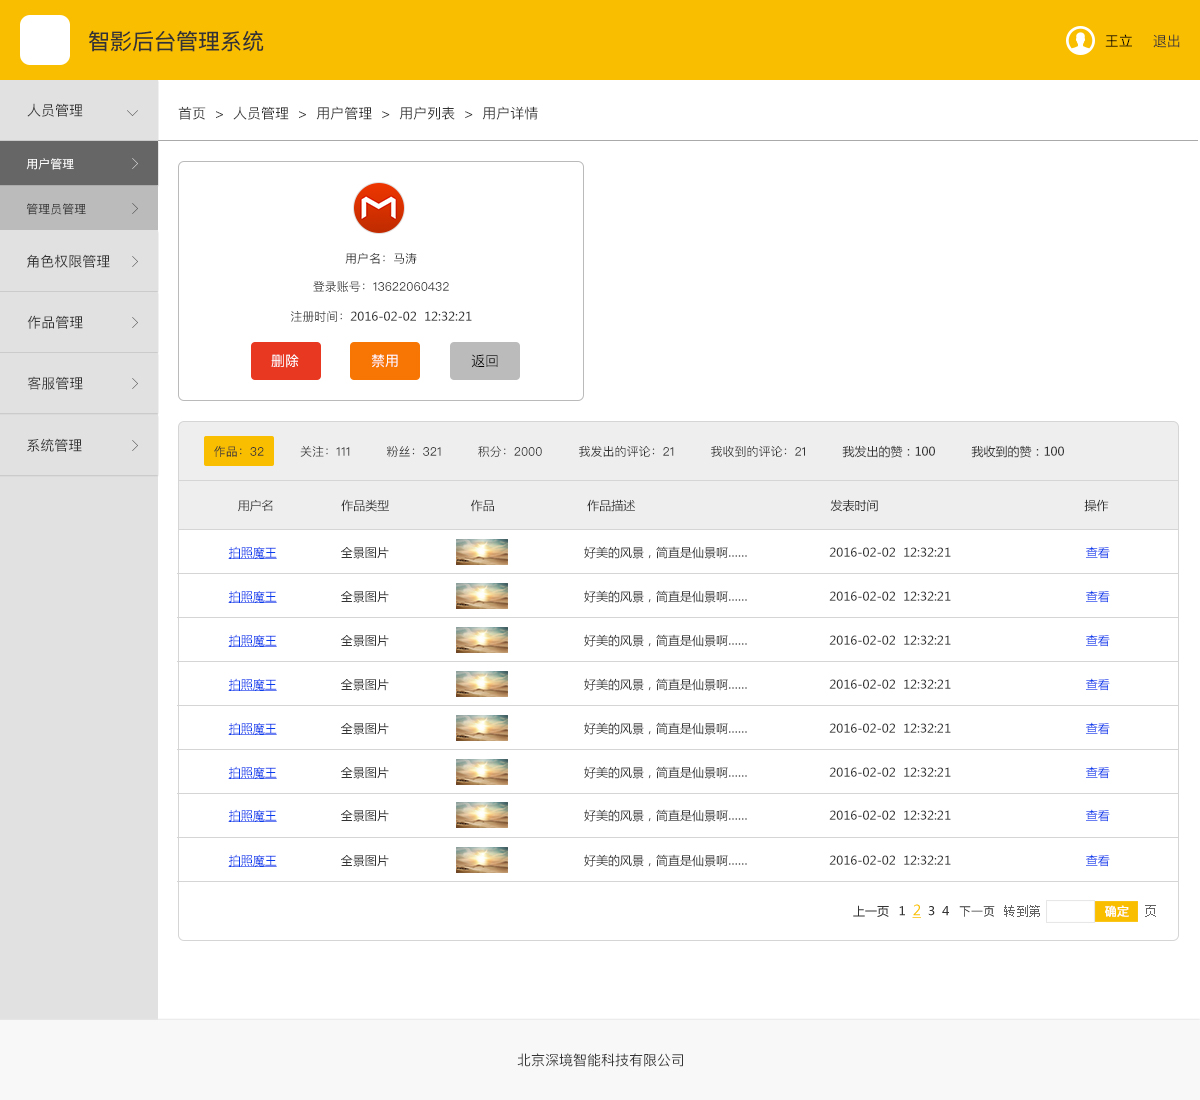 智影后台管理系统 王立 退出
人员管理
用户管理
管理员管理
角色权限管理
作品管理
客服管理
系统管理
首页 > 人员管理 > 用户管理 > 用户列表 > 用户详情
用户名：马涛
登录账号：13622060432
注册时间：2016-02-02 12:32:21
删除 禁用 返回
作品：32 关注：111 粉丝：321 积分：2000 我发出的评论：21 我收到的评论：21 我发出的赞：100 我收到的赞：100
用户名 作品类型 作品 作品描述 发表时间 操作
拍照魔王 全景图片 好美的风景，简直是仙景啊...... 2016-02-02 12:32:21 查看
拍照魔王 全景图片 好美的风景，简直是仙景啊...... 2016-02-02 12:32:21 查看
拍照魔王 全景图片 好美的风景，简直是仙景啊...... 2016-02-02 12:32:21 查看
拍照魔王 全景图片 好美的风景，简直是仙景啊...... 2016-02-02 12:32:21 查看
拍照魔王 全景图片 好美的风景，简直是仙景啊...... 2016-02-02 12:32:21 查看
拍照魔王 全景图片 好美的风景，简直是仙景啊...... 2016-02-02 12:32:21 查看
拍照魔王 全景图片 好美的风景，简直是仙景啊...... 2016-02-02 12:32:21 查看
拍照魔王 全景图片 好美的风景，简直是仙景啊...... 2016-02-02 12:32:21 查看
上一页 1 2 3 4 下一页 转到第 确定 页
北京深境智能科技有限公司